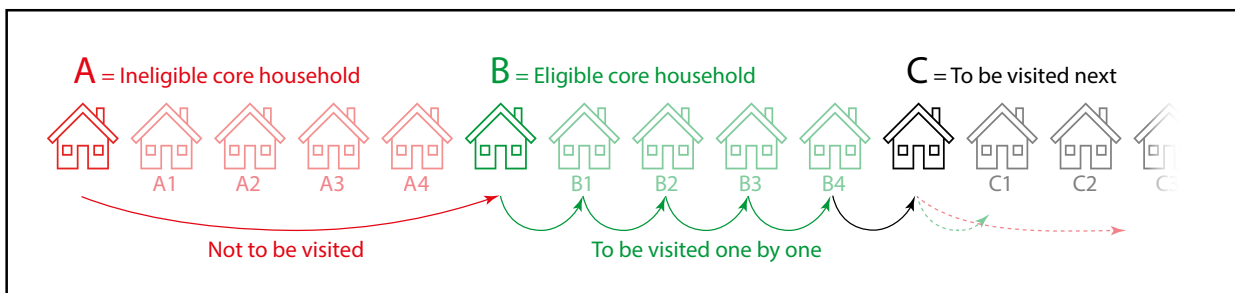 A = Ineligible core household
B = Eligible core household
C = To be visited next
A1 A2 A3 A4 B1 B2 B3 B4 C1 C2 C3
Not to be visited
To be visited one by one